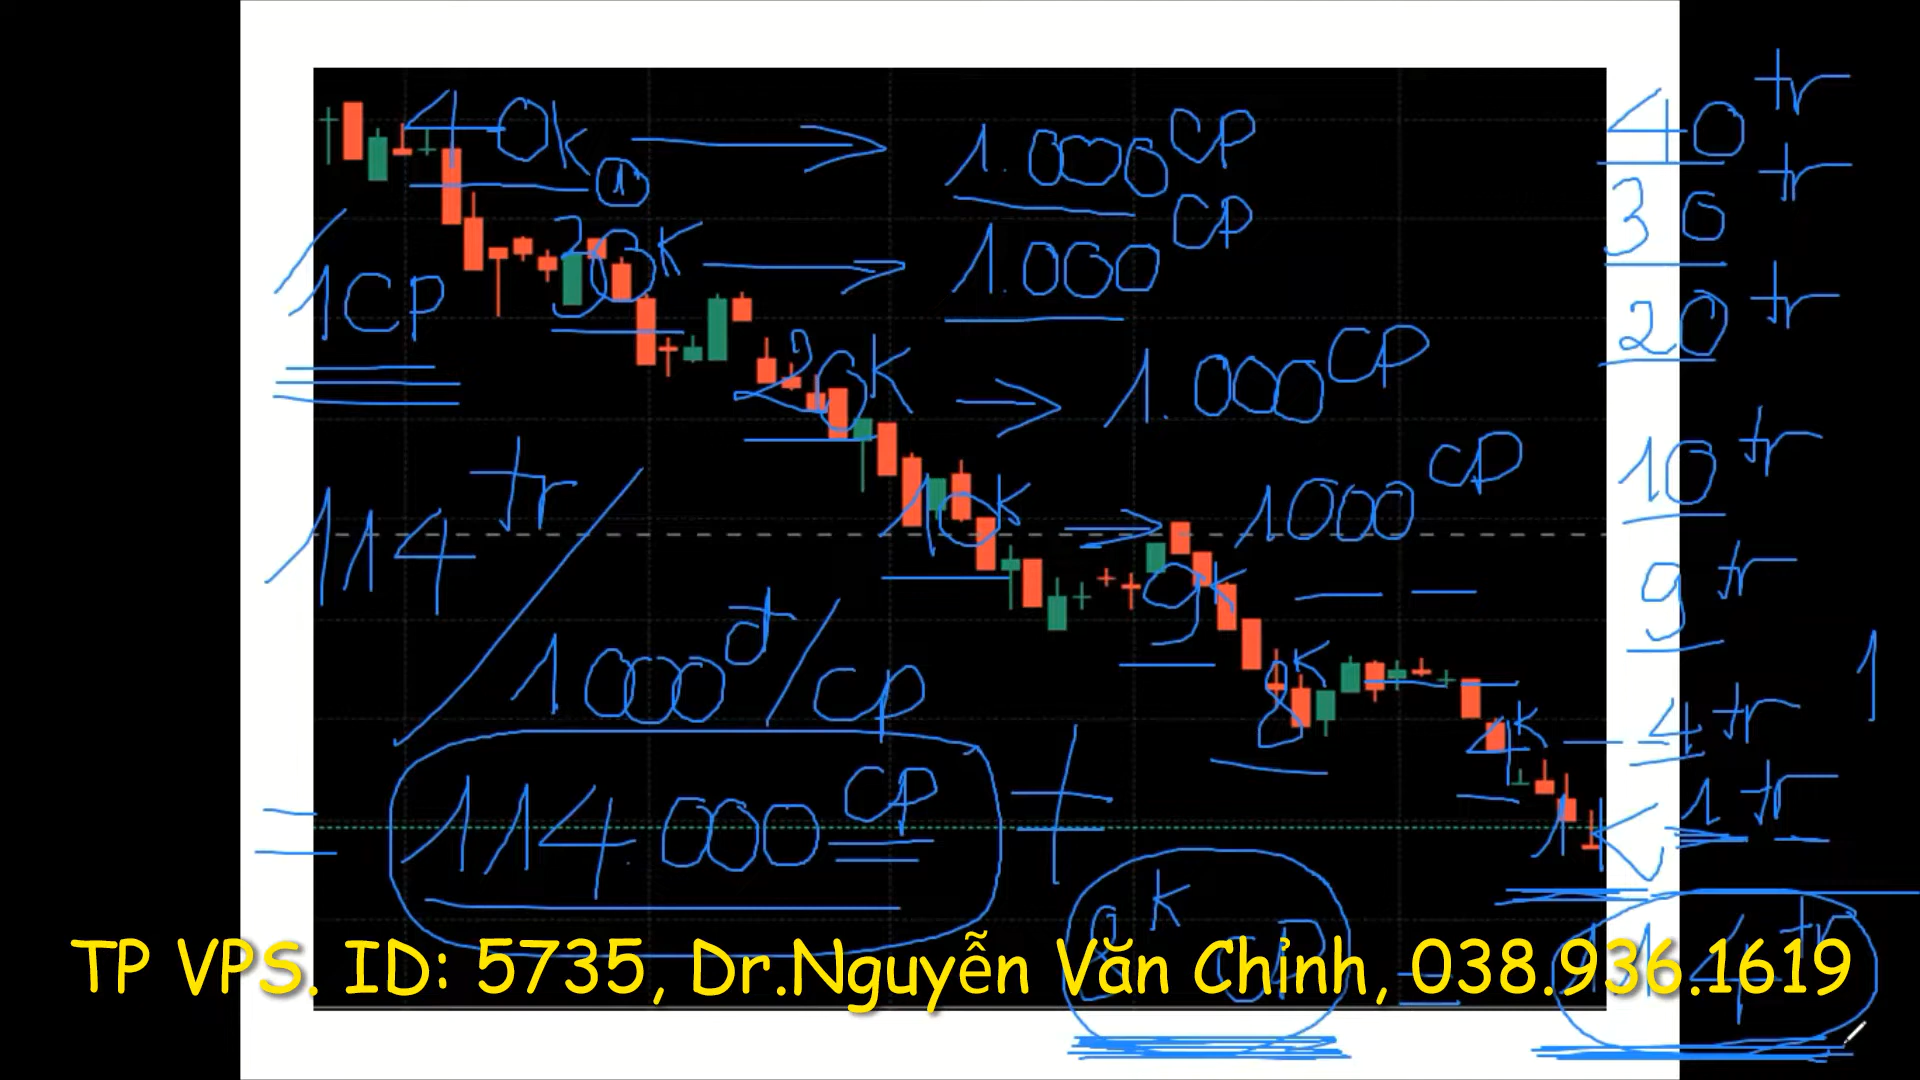 40k → 1.000 CP 40 tr
1
30k → 1.000 CP 30 tr
1CP
20k → 1.000 CP 20 tr
10k → 1000 CP 10 tr
114 tr / 1000đ/CP
9k — — 9 tr
8k
4k — 4 tr
1
= 114.000 CP
1k 1 tr
TP VPS. ID: 5735, Dr.Nguyễn Văn Chỉnh, 038.936.1619